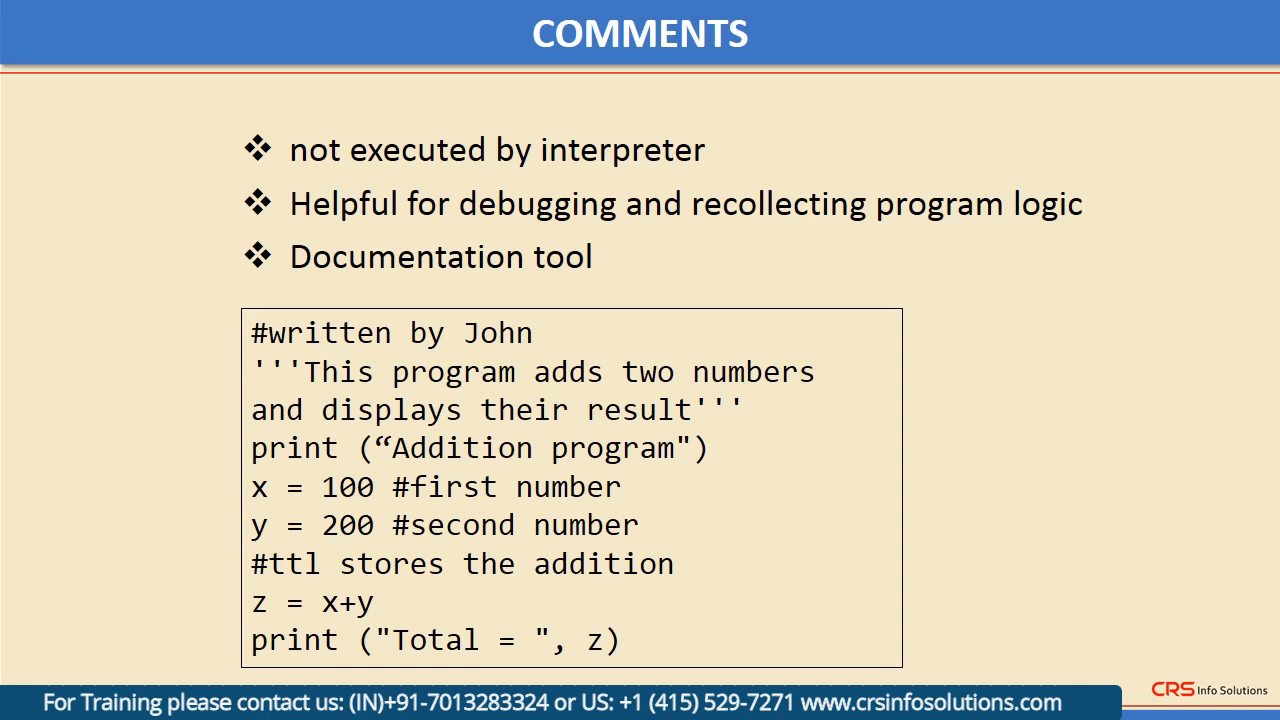 COMMENTS
❖ not executed by interpreter
❖ Helpful for debugging and recollecting program logic
❖ Documentation tool
#written by John
'''This program adds two numbers
and displays their result'''
print (“Addition program")
x = 100 #first number
y = 200 #second number
#ttl stores the addition
z = x+y
print ("Total = ", z)
For Training please contact us: (IN)+91-7013283324 or US: +1 (415) 529-7271 www.crsinfosolutions.com
CRS Info Solutions